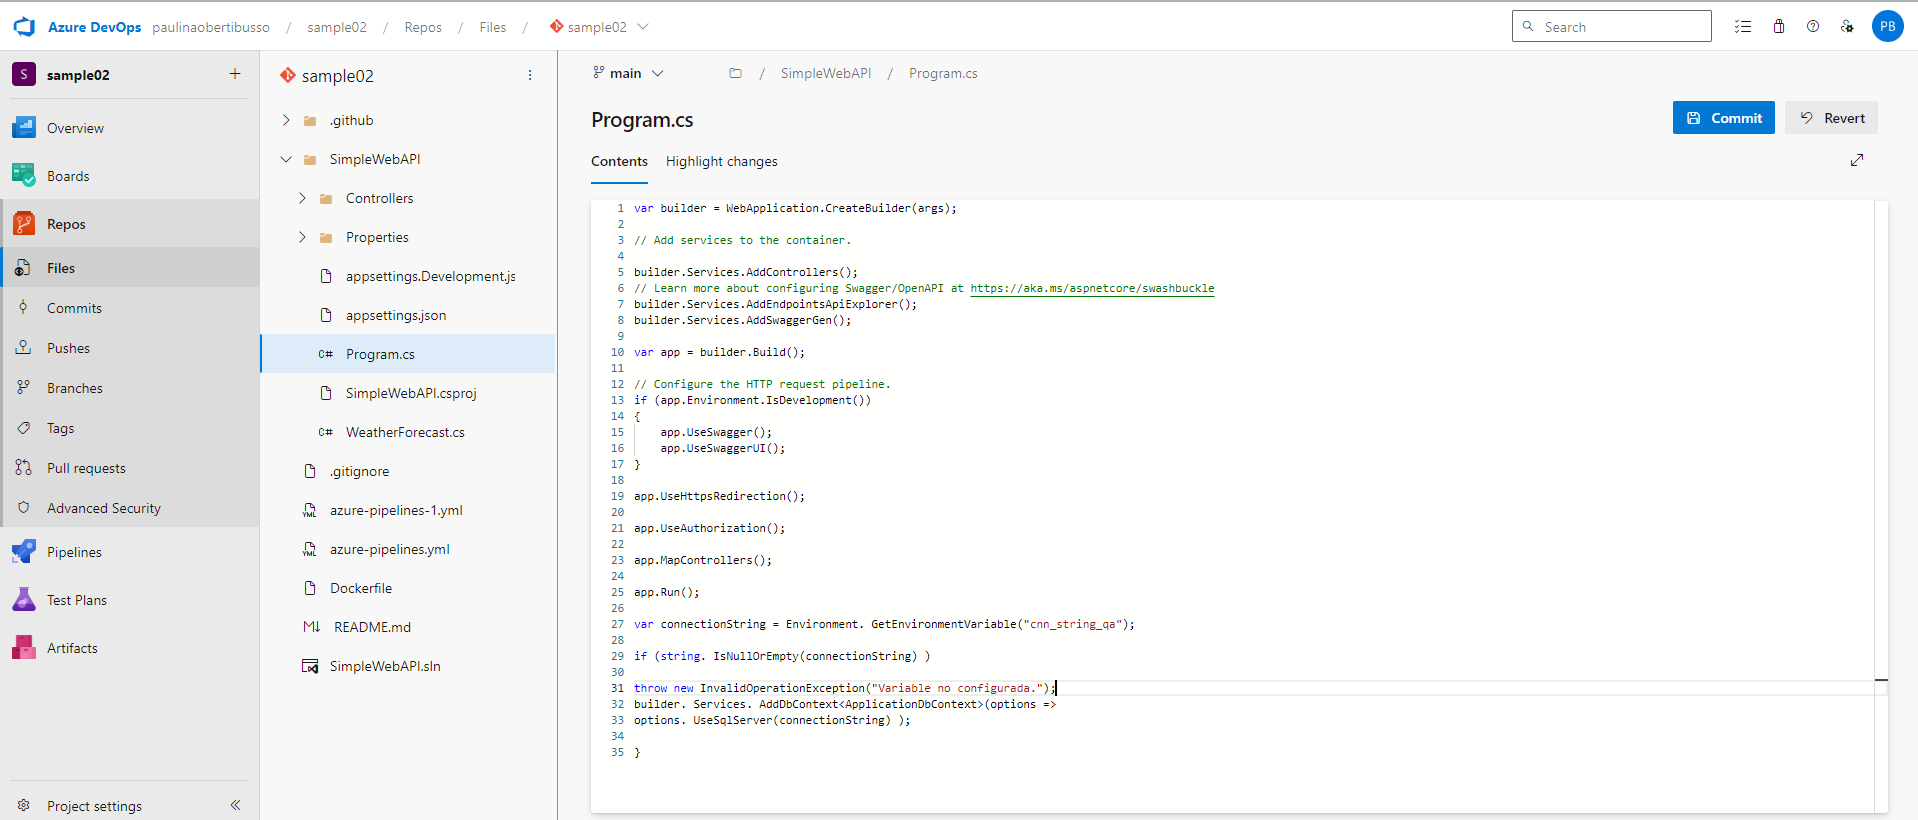 Azure DevOps paulinaobertibusso / sample02 / Repos / Files / sample02
Search
PB
S sample02 +
Overview
Boards
Repos
Files
Commits
Pushes
Branches
Tags
Pull requests
Advanced Security
Pipelines
Test Plans
Artifacts
Project settings
sample02
.github
SimpleWebAPI
Controllers
Properties
appsettings.Development.js
appsettings.json
C# Program.cs
SimpleWebAPI.csproj
C# WeatherForecast.cs
.gitignore
YML azure-pipelines-1.yml
YML azure-pipelines.yml
Dockerfile
M↓ README.md
SimpleWebAPI.sln
main / SimpleWebAPI / Program.cs
Program.cs
Commit
Revert
Contents Highlight changes
1 var builder = WebApplication.CreateBuilder(args);
2
3 // Add services to the container.
4
5 builder.Services.AddControllers();
6 // Learn more about configuring Swagger/OpenAPI at https://aka.ms/aspnetcore/swashbuckle
7 builder.Services.AddEndpointsApiExplorer();
8 builder.Services.AddSwaggerGen();
9
10 var app = builder.Build();
11
12 // Configure the HTTP request pipeline.
13 if (app.Environment.IsDevelopment())
14 {
15 app.UseSwagger();
16 app.UseSwaggerUI();
17 }
18
19 app.UseHttpsRedirection();
20
21 app.UseAuthorization();
22
23 app.MapControllers();
24
25 app.Run();
26
27 var connectionString = Environment. GetEnvironmentVariable("cnn_string_qa");
28
29 if (string. IsNullOrEmpty(connectionString) )
30
31 throw new InvalidOperationException("Variable no configurada.");
32 builder. Services. AddDbContext<ApplicationDbContext>(options =>
33 options. UseSqlServer(connectionString) );
34
35 }